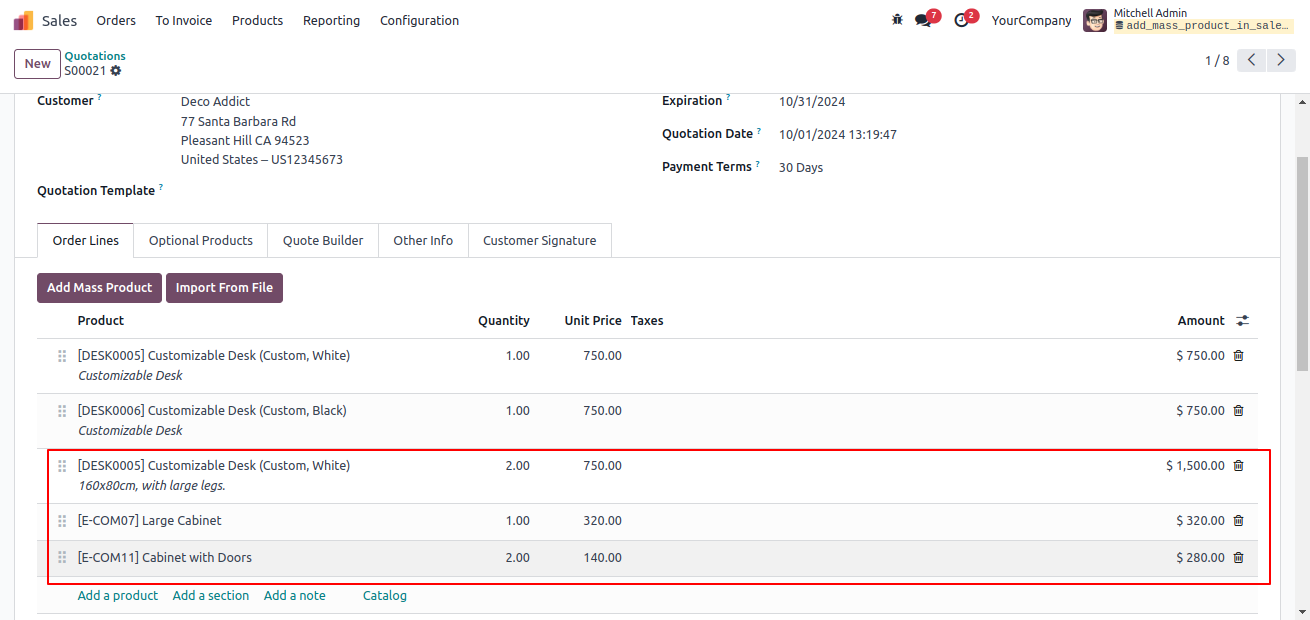 Sales Orders To Invoice Products Reporting Configuration 7 2 YourCompany Mitchell Admin
add_mass_product_in_sale…
New Quotations
S00021 1 / 8
Customer ? Deco Addict Expiration ? 10/31/2024
77 Santa Barbara Rd
Pleasant Hill CA 94523 Quotation Date ? 10/01/2024 13:19:47
United States – US12345673 Payment Terms ? 30 Days
Quotation Template ?
Order Lines Optional Products Quote Builder Other Info Customer Signature
Add Mass Product Import From File
Product Quantity Unit Price Taxes Amount
[DESK0005] Customizable Desk (Custom, White) 1.00 750.00 $ 750.00
Customizable Desk
[DESK0006] Customizable Desk (Custom, Black) 1.00 750.00 $ 750.00
Customizable Desk
[DESK0005] Customizable Desk (Custom, White) 2.00 750.00 $ 1,500.00
160x80cm, with large legs.
[E-COM07] Large Cabinet 1.00 320.00 $ 320.00
[E-COM11] Cabinet with Doors 2.00 140.00 $ 280.00
Add a product Add a section Add a note Catalog